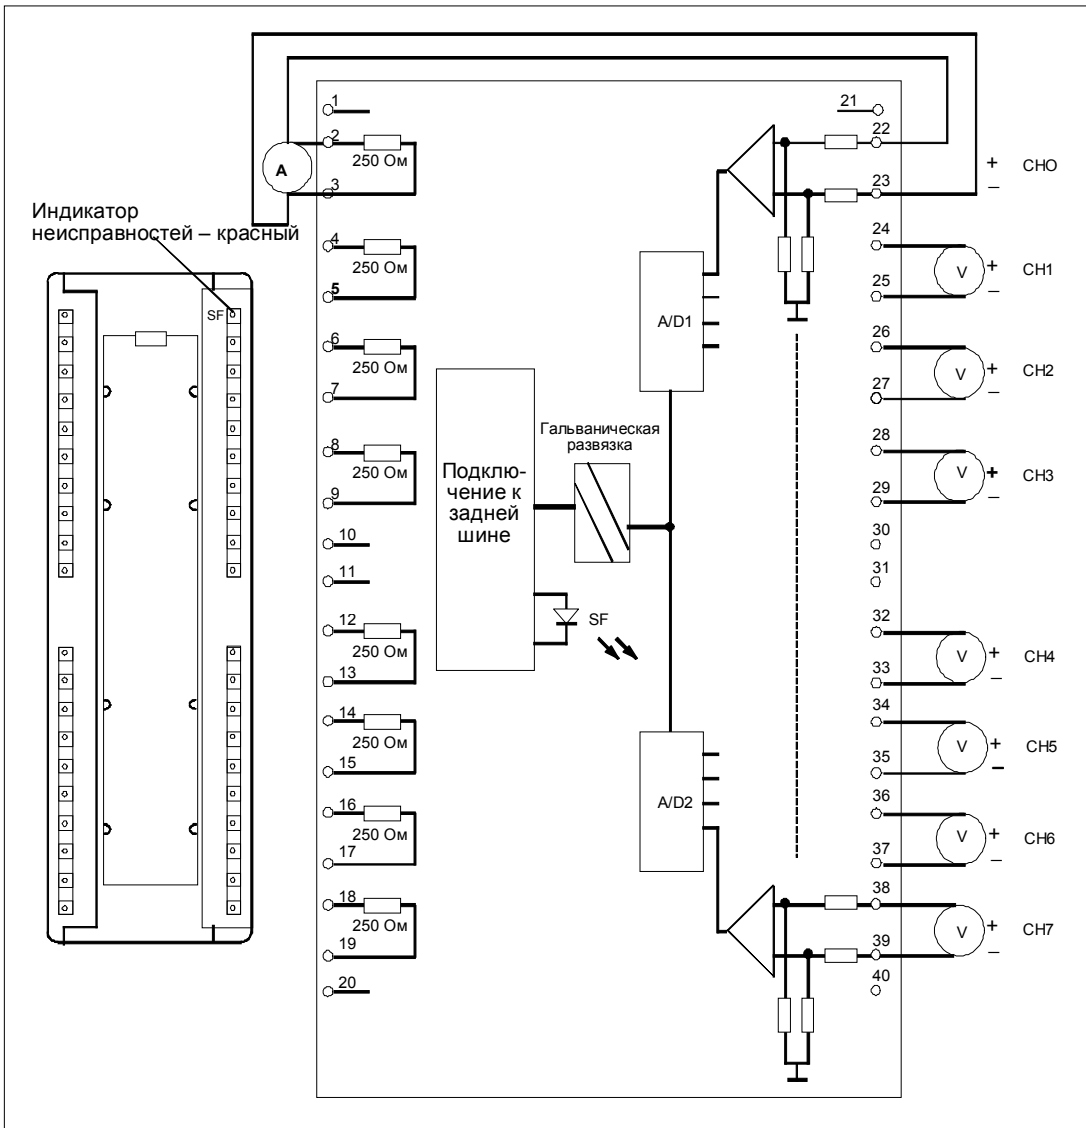 1
21
2
22
250 Ом
A
+
CHO
3
23
–
Индикатор
неисправностей – красный
4
24
250 Ом
V
+
CH1
5
25
–
SF
A/D1
6
26
250 Ом
V
+
CH2
7
27
–
Гальваническая
развязка
8
28
250 Ом
V
+
CH3
9
29
–
Подклю-
чение к
задней
шине
10
30
11
31
12
32
SF
250 Ом
V
+
CH4
13
33
–
14
34
250 Ом
V
+
CH5
15
35
–
A/D2
16
36
250 Ом
V
+
CH6
17
37
–
18
38
250 Ом
V
+
CH7
19
39
–
20
40